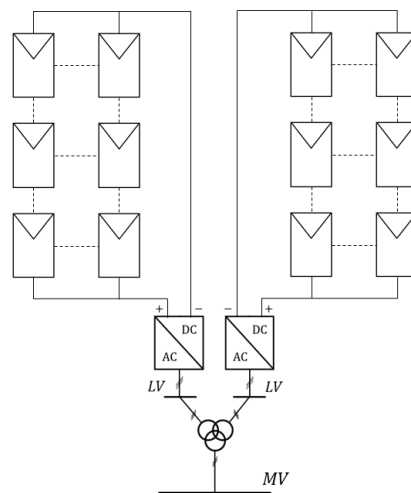 + − − +
DC DC
AC AC
LV LV
MV